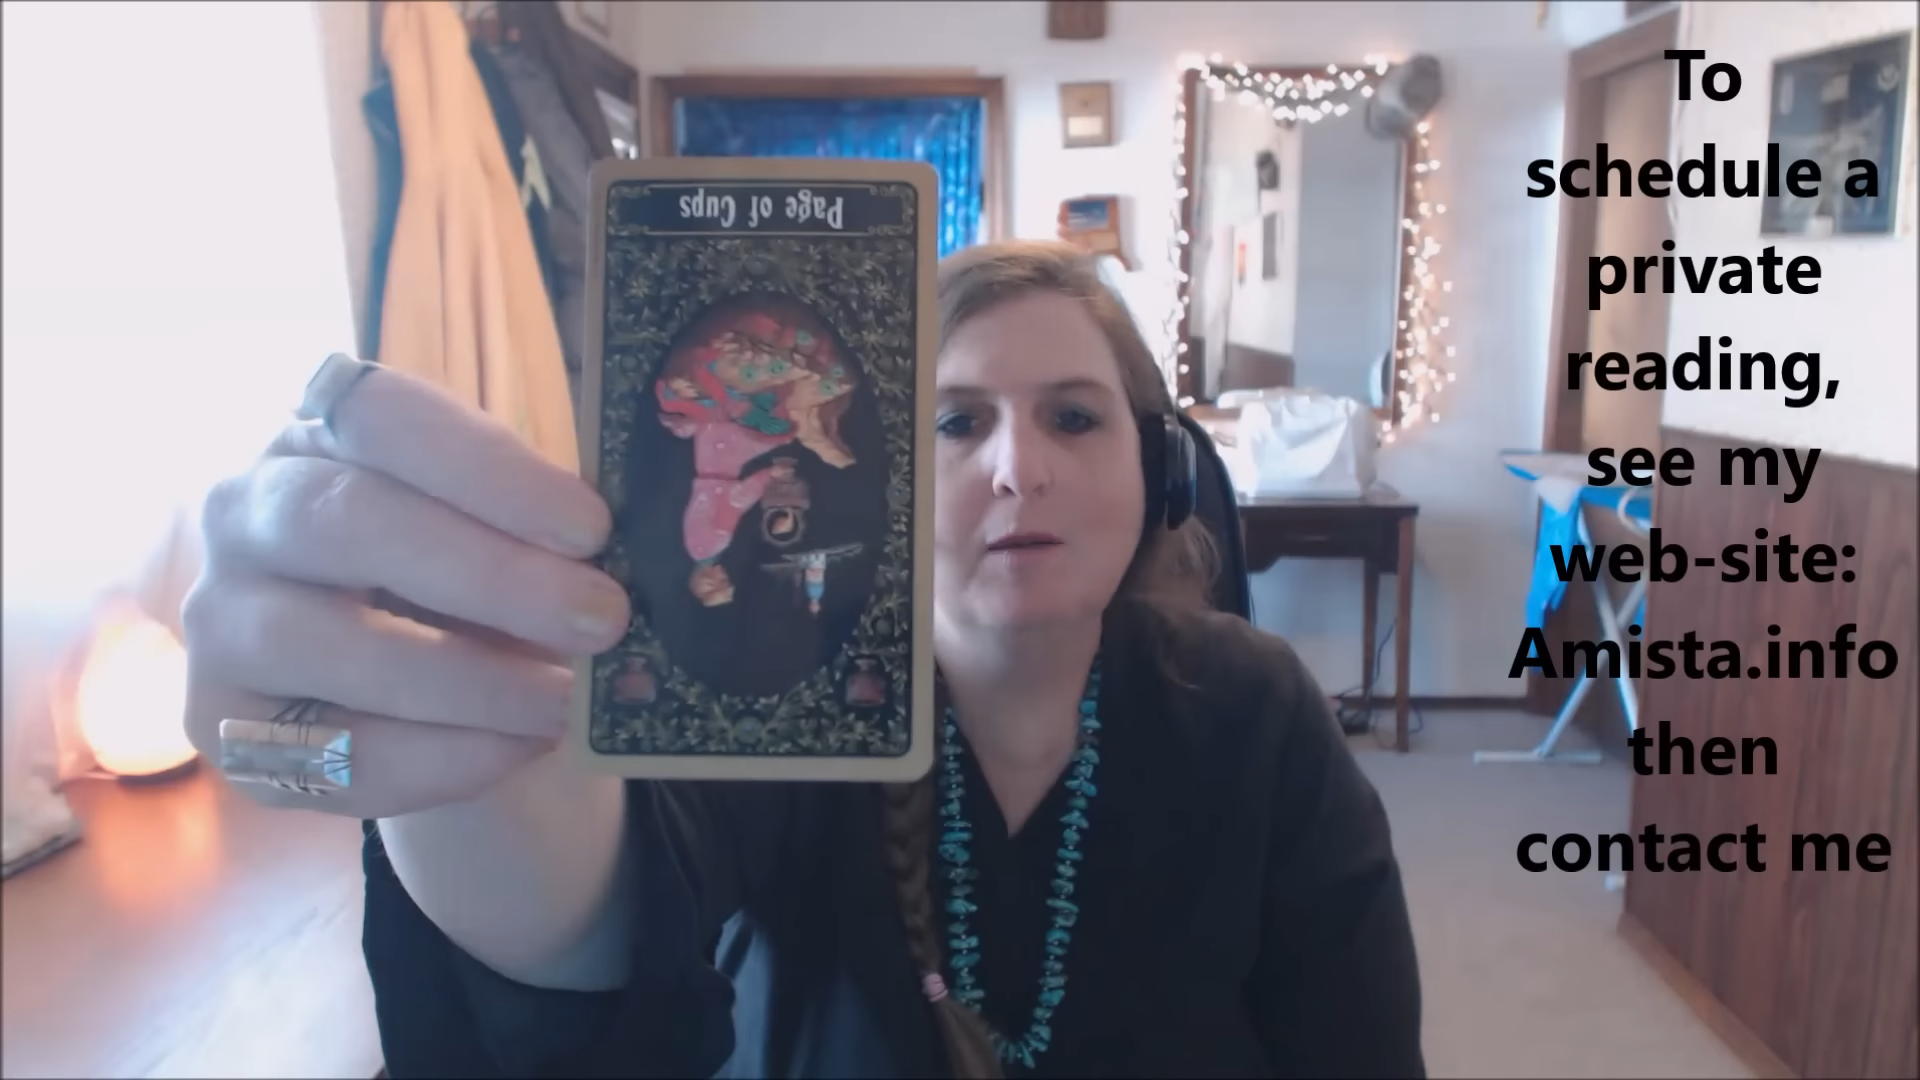 Page of Cups
To
schedule a
private
reading,
see my
web-site:
Amista.info
then
contact me